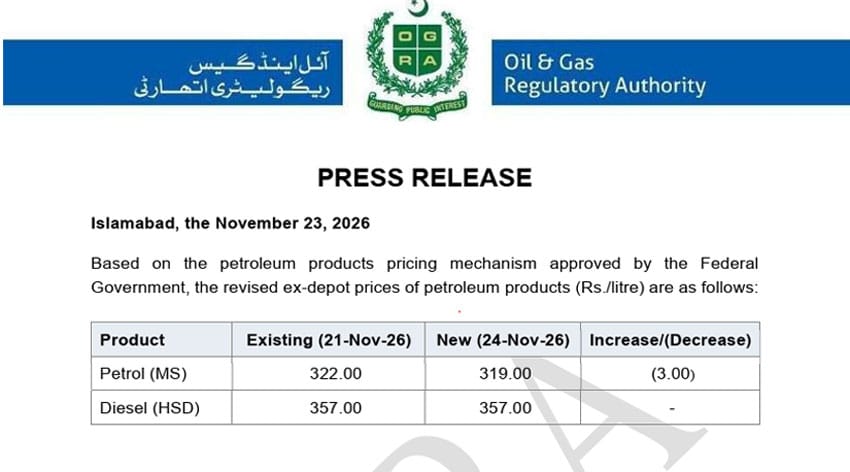 آئل اینڈ گیس
ریگولیٹری اتھارٹی
O G
R A
GUARDING PUBLIC INTEREST
Oil & Gas
Regulatory Authority
PRESS RELEASE
Islamabad, the November 23, 2026
Based on the petroleum products pricing mechanism approved by the Federal
Government, the revised ex-depot prices of petroleum products (Rs./litre) are as follows:
Product Existing (21-Nov-26) New (24-Nov-26) Increase/(Decrease)
Petrol (MS) 322.00 319.00 (3.00)
Diesel (HSD) 357.00 357.00 -